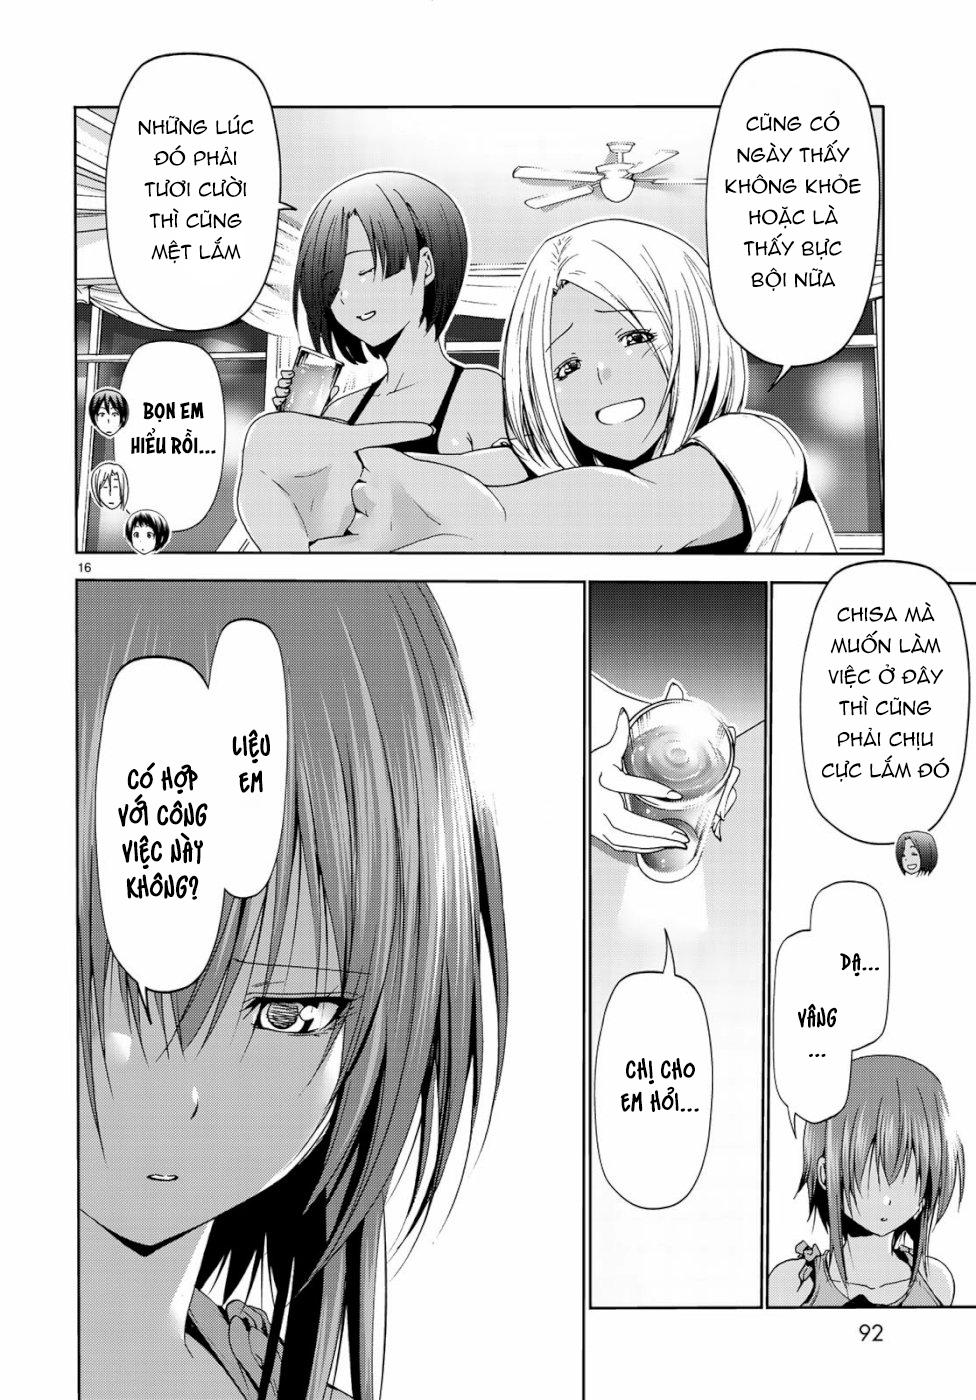 CŨNG CÓ
NGÀY THẤY
KHÔNG KHỎE
HOẶC LÀ
THẤY BỰC
BỘI NỮA
NHỮNG LÚC
ĐÓ PHẢI
TƯƠI CƯỜI
THÌ CŨNG
MỆT LẮM
BỌN EM
HIỂU RỒI...
16
CHISA MÀ
MUỐN LÀM
VIỆC Ở ĐÂY
THÌ CŨNG
PHẢI CHỊU
CỰC LẮM ĐÓ
DẠ...
VÂNG
...
CHỊ CHO
EM HỎI...
LIỆU
EM
CÓ HỢP
VỚI CÔNG
VIỆC NÀY
KHÔNG?
92